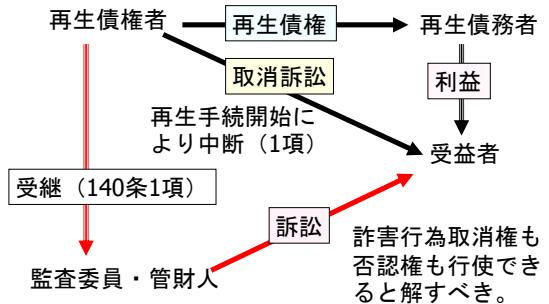 再生債権者
再生債権
再生債務者
取消訴訟
利益
再生手続開始に
より中断（1項）
受益者
受継（140条1項）
訴訟
監査委員・管財人
詐害行為取消権も
否認権も行使でき
ると解すべき。